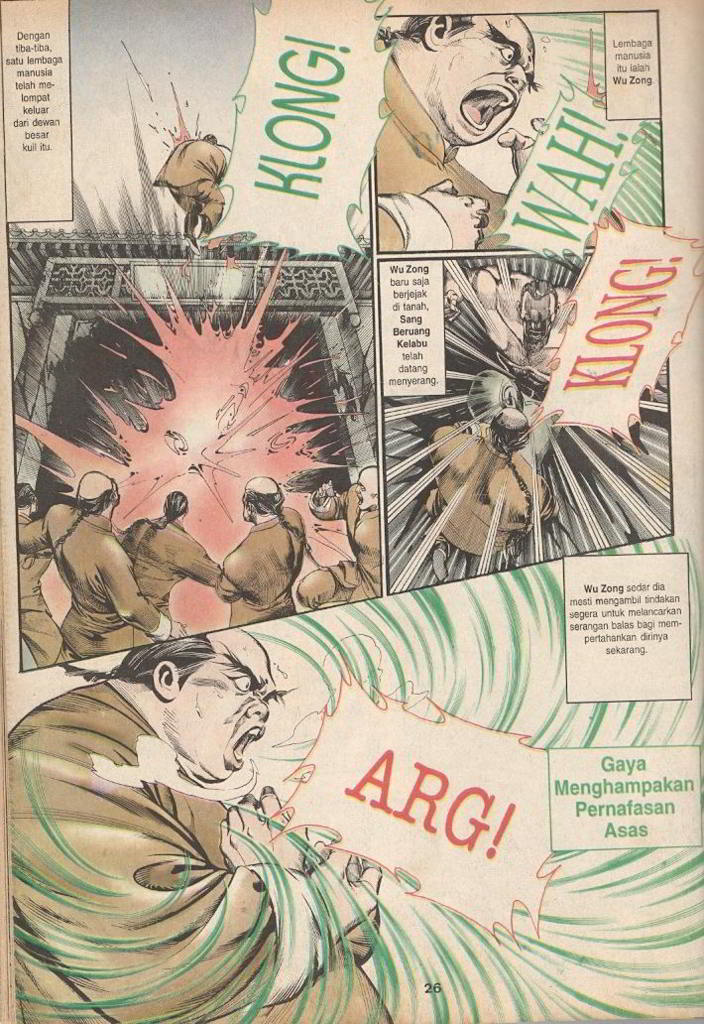 Dengan
tiba-tiba,
satu lembaga
manusia
telah me-
lompat
keluar
dari dewan
besar
kuil itu.
KLONG!
Lembaga
manusia
itu ialah
Wu Zong.
WAH!
Wu Zong
baru saja
berjejak
di tanah,
Sang
Beruang
Kelabu
telah
datang
menyerang.
KLONG!
Wu Zong sedar dia
mesti mengambil tindakan
segera untuk melancarkan
serangan balas bagi mem-
pertahankan dirinya
sekarang.
ARG!
Gaya
Menghampakan
Pernafasan
Asas
26